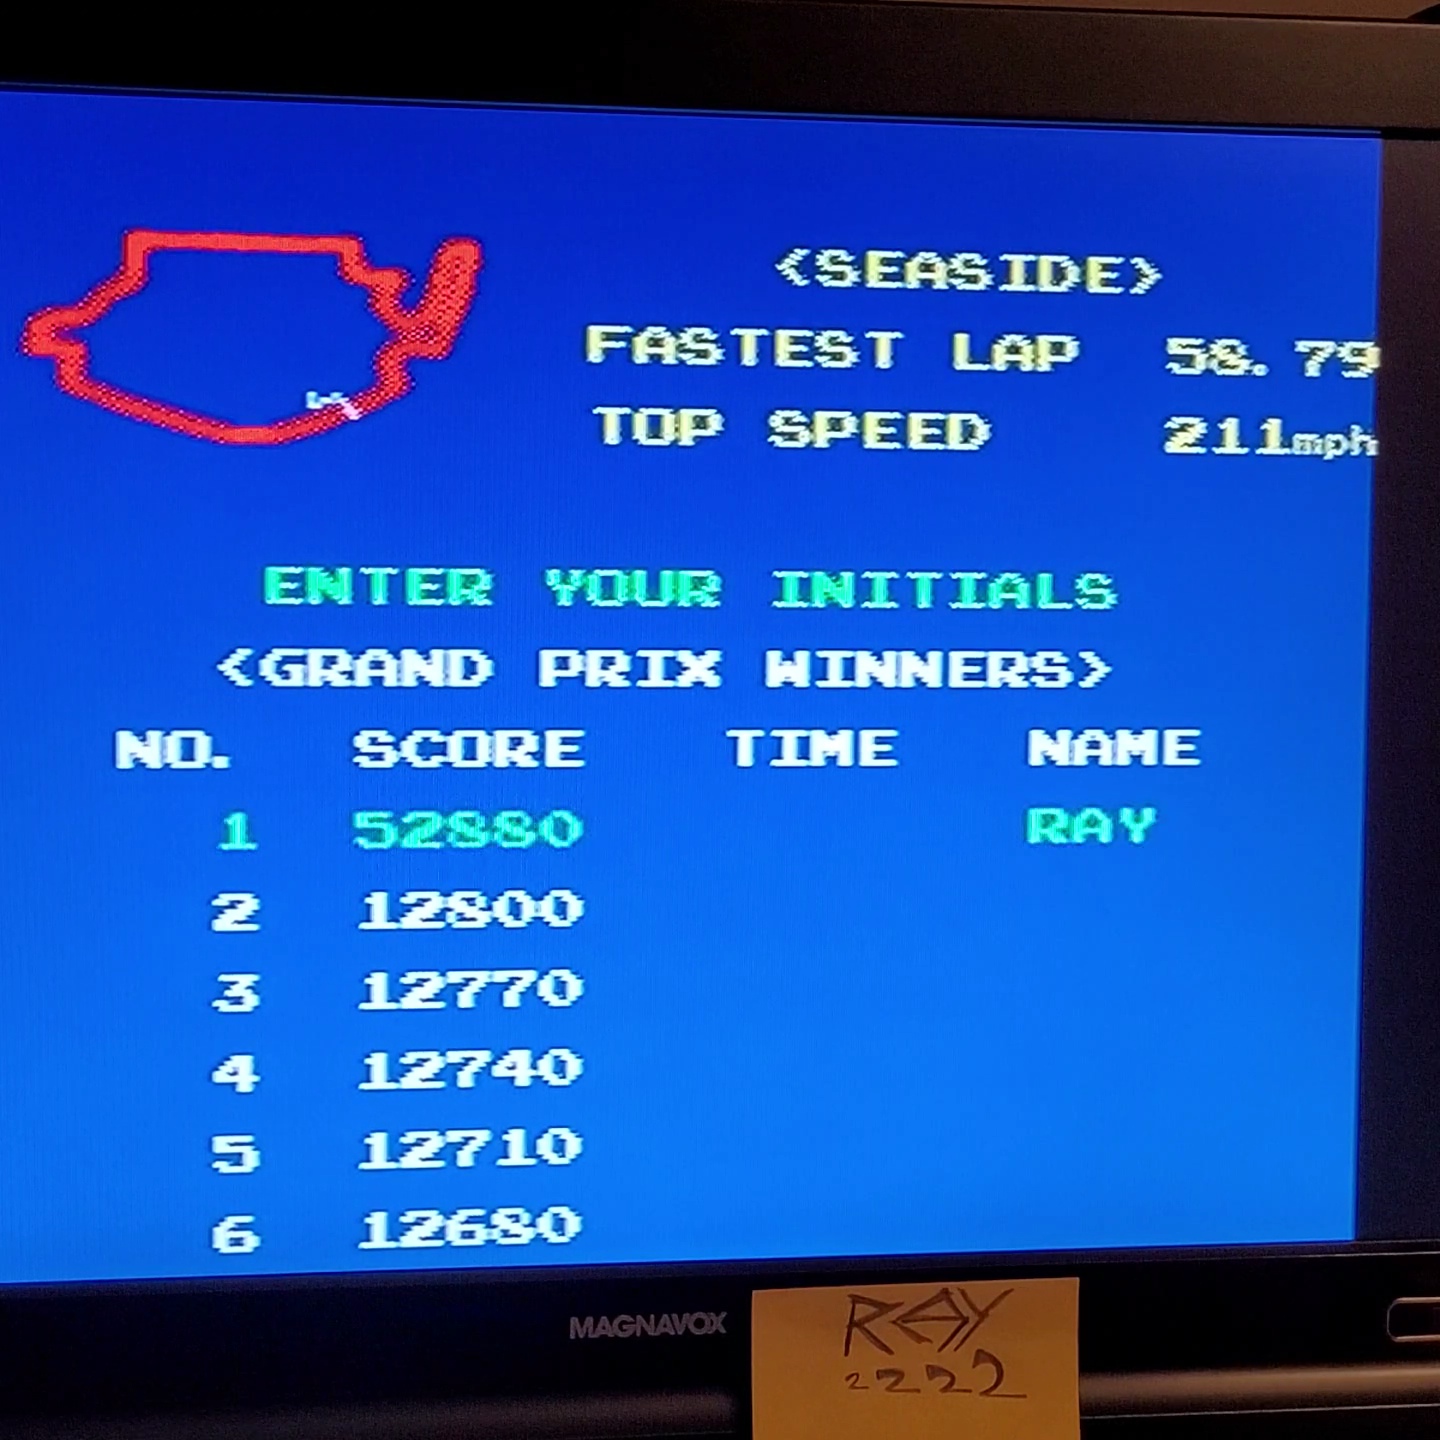 <SEASIDE>
FASTEST LAP 58.79
TOP SPEED 211mph
ENTER YOUR INITIALS
<GRAND PRIX WINNERS>
NO. SCORE TIME NAME
1 52880 RAY
2 12800
3 12770
4 12740
5 12710
6 12680
MAGNAVOX
RAY
2222